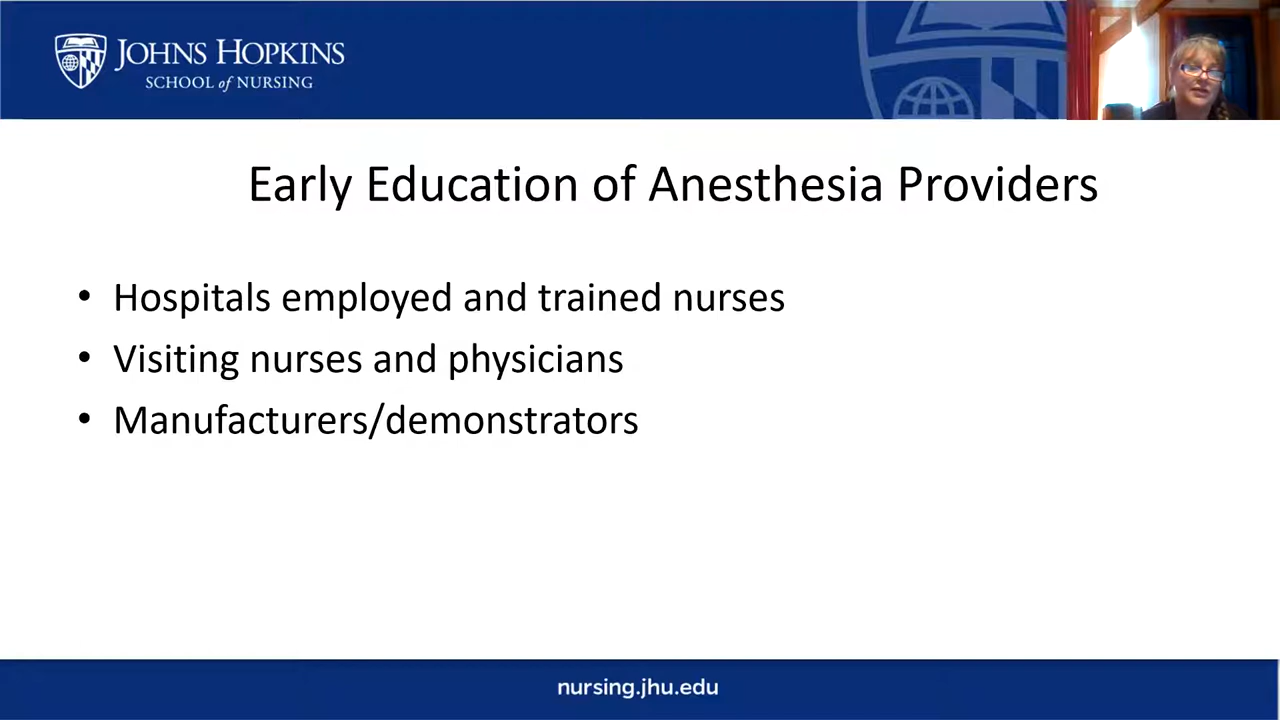 JOHNS HOPKINS
SCHOOL of NURSING
Early Education of Anesthesia Providers
• Hospitals employed and trained nurses
• Visiting nurses and physicians
• Manufacturers/demonstrators
nursing.jhu.edu